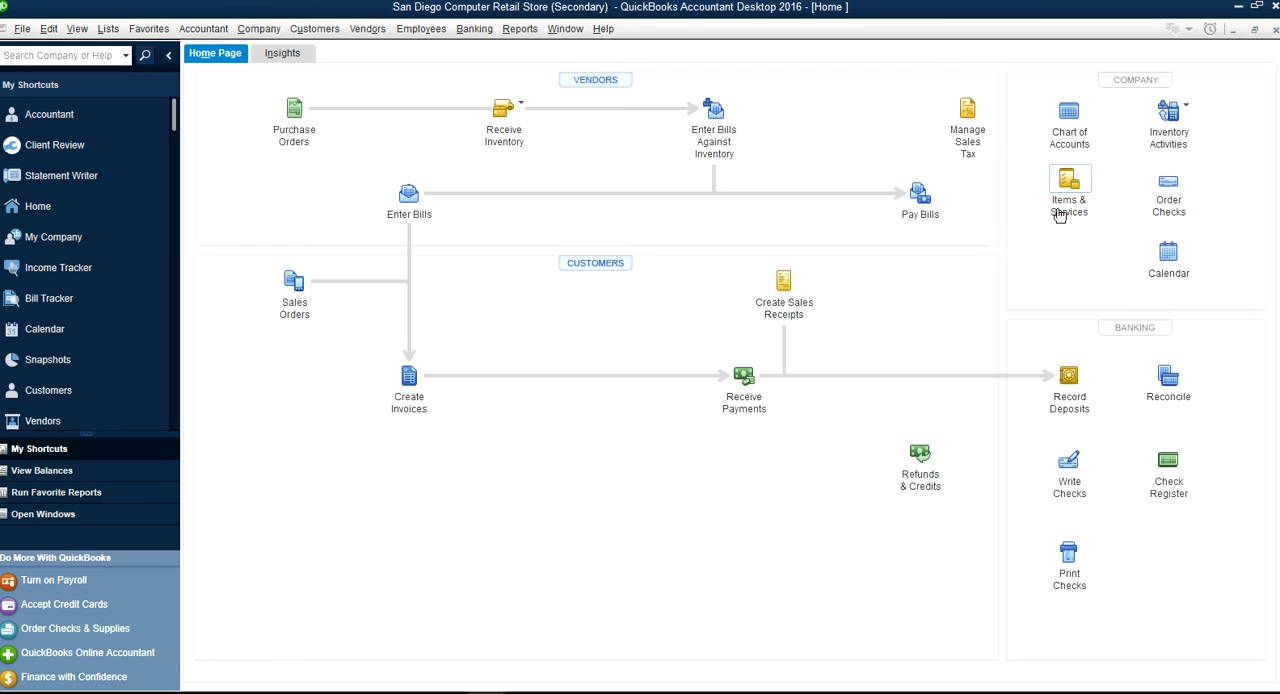 San Diego Computer Retail Store (Secondary) - QuickBooks Accountant Desktop 2016 - [Home ]
File Edit View Lists Favorites Accountant Company Customers Vendors Employees Banking Reports Window Help
Search Company or Help
Home Page
Insights
My Shortcuts
Accountant
Client Review
Statement Writer
Home
My Company
Income Tracker
Bill Tracker
Calendar
Snapshots
Customers
Vendors
My Shortcuts
View Balances
Run Favorite Reports
Open Windows
Do More With QuickBooks
Turn on Payroll
Accept Credit Cards
Order Checks & Supplies
QuickBooks Online Accountant
Finance with Confidence
VENDORS
Purchase
Orders
Receive
Inventory
Enter Bills
Against
Inventory
Manage
Sales
Tax
Enter Bills
Pay Bills
CUSTOMERS
Sales
Orders
Create Sales
Receipts
Create
Invoices
Receive
Payments
Refunds
& Credits
COMPANY
Chart of
Accounts
Inventory
Activities
Items &
Services
Order
Checks
Calendar
BANKING
Record
Deposits
Reconcile
Write
Checks
Check
Register
Print
Checks